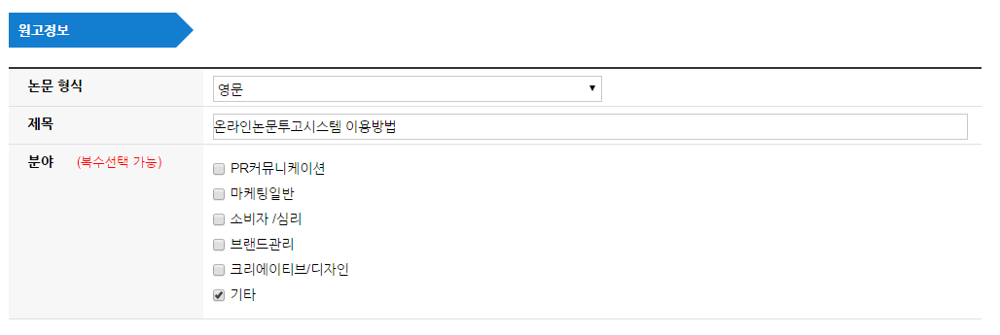 원고정보
논문 형식
영문
제목
온라인논문투고시스템 이용방법
분야 (복수선택 가능)
PR커뮤니케이션
마케팅일반
소비자 /심리
브랜드관리
크리에이티브/디자인
기타